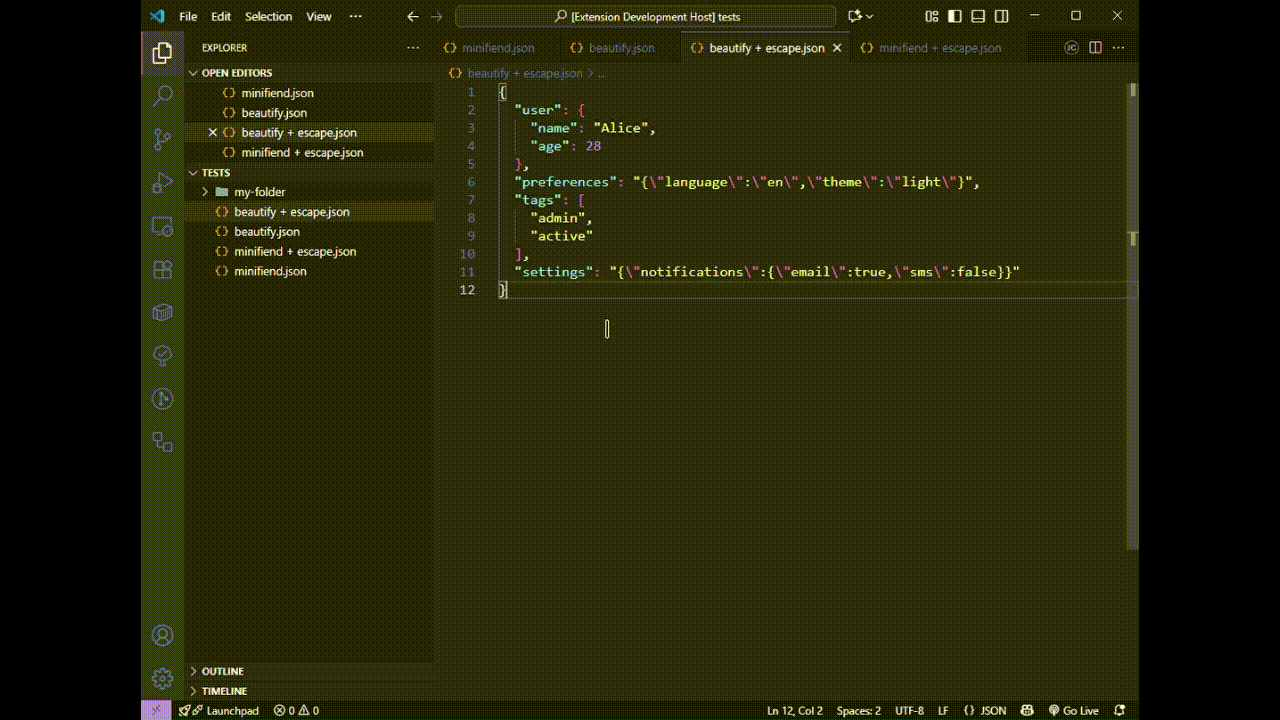 File Edit Selection View ··· [Extension Development Host] tests
EXPLORER ···
minifiend.json beautify.json beautify + escape.json minifiend + escape.json ···
OPEN EDITORS
minifiend.json
beautify.json
beautify + escape.json
minifiend + escape.json
TESTS
my-folder
beautify + escape.json
beautify.json
minifiend + escape.json
minifiend.json
OUTLINE
TIMELINE
{} beautify + escape.json > ...
1 {
2 "user": {
3 "name": "Alice",
4 "age": 28
5 },
6 "preferences": "{\"language\":\"en\",\"theme\":\"light\"}",
7 "tags": [
8 "admin",
9 "active"
10 ],
11 "settings": "{\"notifications\":{\"email\":true,\"sms\":false}}"
12 }
Launchpad 0 0 Ln 12, Col 2 Spaces: 2 UTF-8 LF {} JSON Go Live